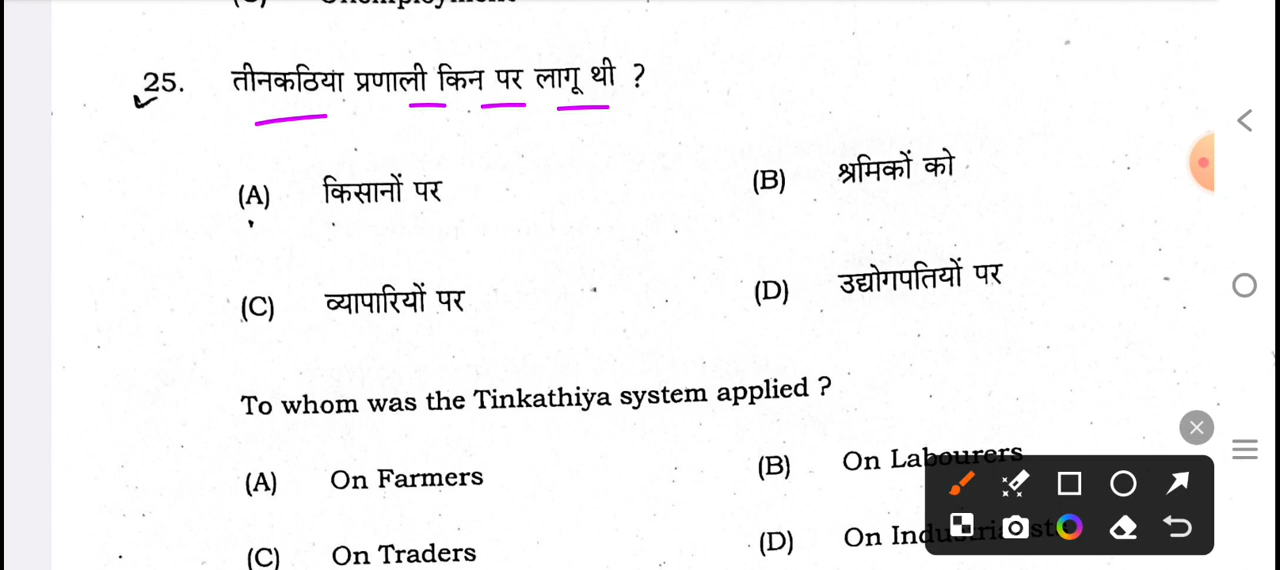 25. तीनकठिया प्रणाली किन पर लागू थी ?
(A) किसानों पर (B) श्रमिकों को
(C) व्यापारियों पर (D) उद्योगपतियों पर
To whom was the Tinkathiya system applied ?
(A) On Farmers (B) On Labourers
(C) On Traders (D) On Industrialists